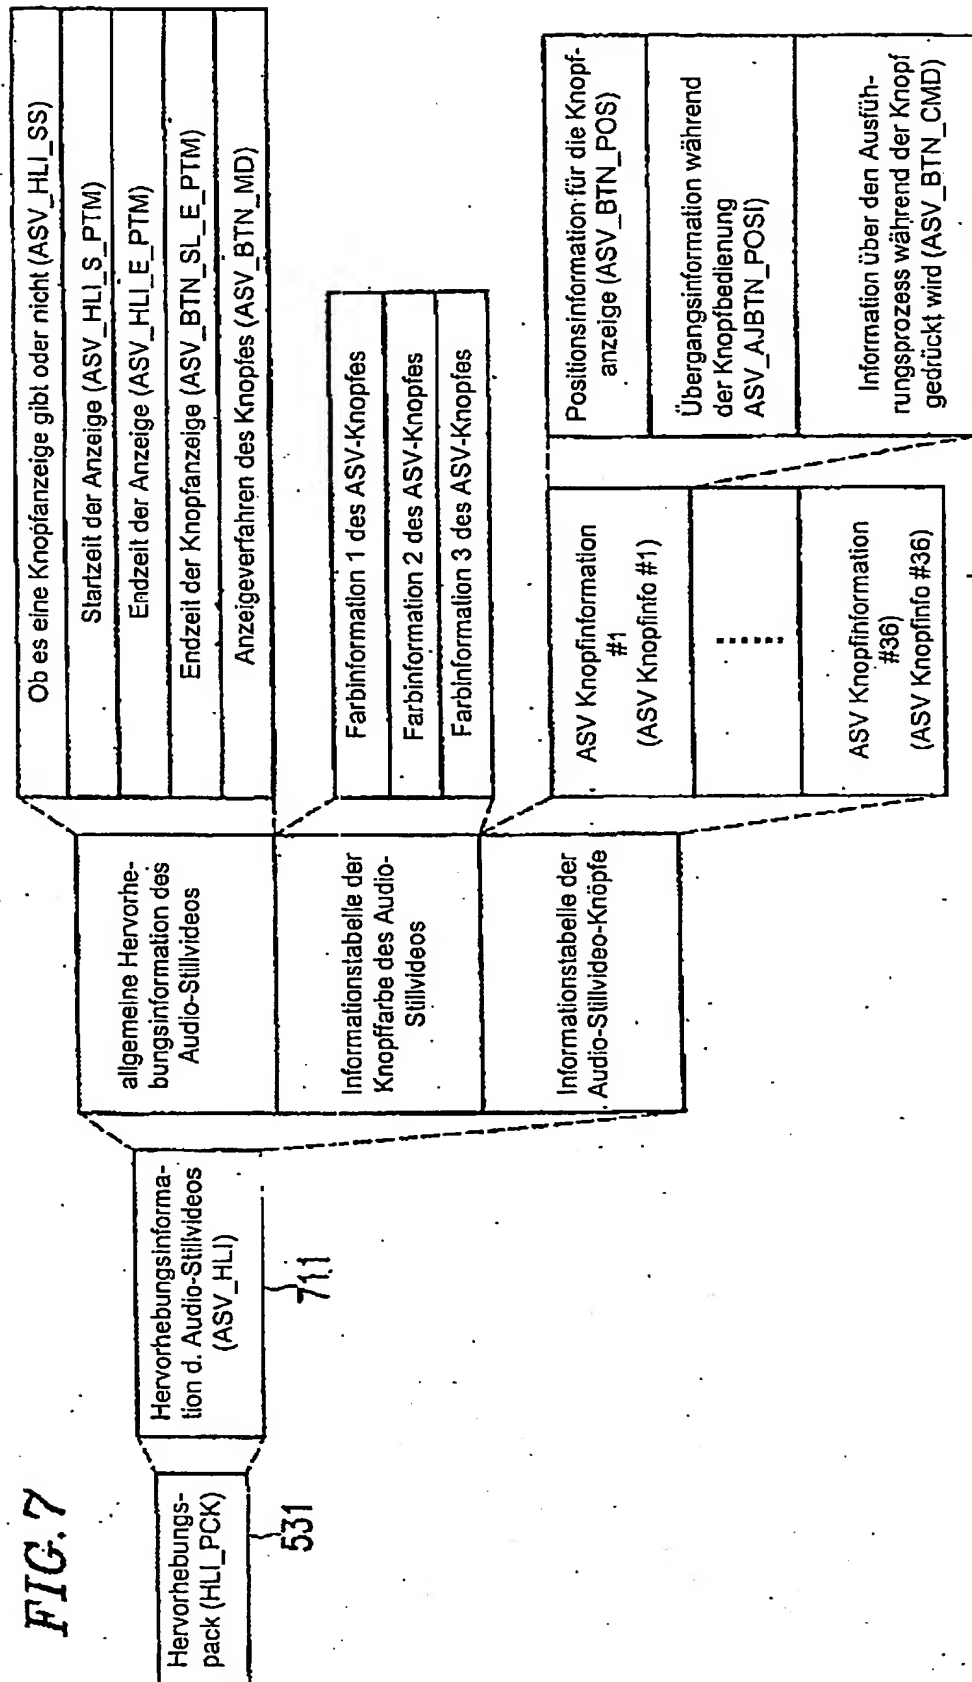 FIG.7
Hervorhebungs-
pack (HLI_PCK)
531
Hervorhebungsinforma-
tion d. Audio-Stillvideos
(ASV_HLI)
711
allgemeine Hervorhe-
bungsinformation des
Audio-Stillvideos
Informationstabelle der
Knopffarbe des Audio-
Stillvideos
Informationstabelle der
Audio-Stillvideo-Knöpfe
Ob es eine Knopfanzeige gibt oder nicht (ASV_HLI_SS)
Startzeit der Anzeige (ASV_HLI_S_PTM)
Endzeit der Anzeige (ASV_HLI_E_PTM)
Endzeit der Knopfanzeige (ASV_BTN_SL_E_PTM)
Anzeigeverfahren des Knopfes (ASV_BTN_MD)
Farbinformation 1 des ASV-Knopfes
Farbinformation 2 des ASV-Knopfes
Farbinformation 3 des ASV-Knopfes
ASV Knopfinformation
#1
(ASV Knopfinfo #1)
ASV Knopfinformation
#36)
(ASV Knopfinfo #36)
Positionsinformation für die Knopf-
anzeige (ASV_BTN_POS)
Übergangsinformation während
der Knopfbedienung
ASV_AJBTN_POSI)
Information über den Ausfüh-
rungsprozess während der Knopf
gedrückt wird (ASV_BTN_CMD)